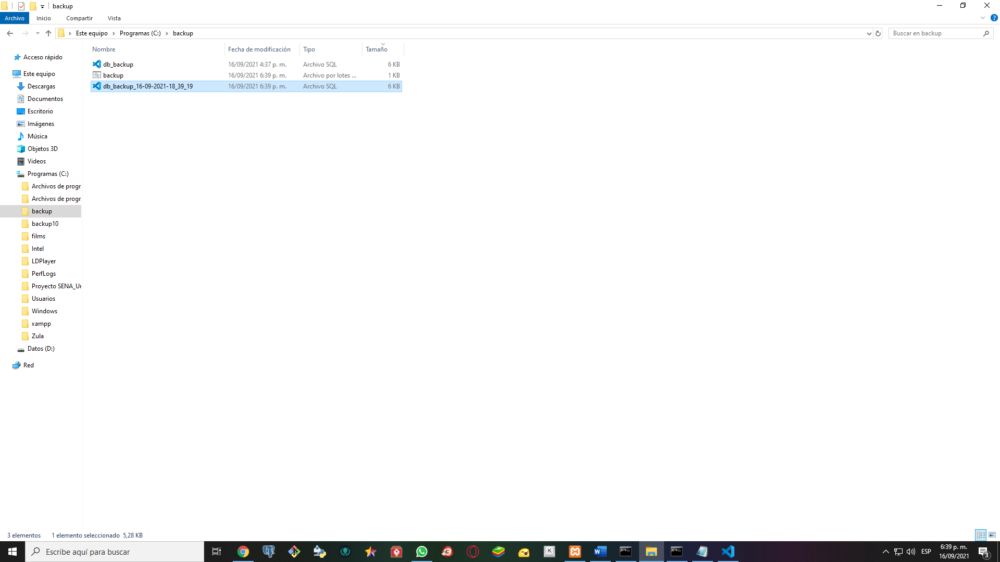 backup
Archivo Inicio Compartir Vista
Este equipo Programas (C:) backup
Buscar en backup
Nombre Fecha de modificación Tipo Tamaño
db_backup 16/09/2021 4:37 p. m. Archivo SQL 6 KB
backup 16/09/2021 6:39 p. m. Archivo por lotes ... 1 KB
db_backup_16-09-2021-18_39_19 16/09/2021 6:39 p. m. Archivo SQL 6 KB
Acceso rápido
Este equipo
Descargas
Documentos
Escritorio
Imágenes
Música
Objetos 3D
Videos
Programas (C:)
Archivos de progr
Archivos de progr
backup
backup10
films
Intel
LDPlayer
PerfLogs
Proyecto SENA_Ur
Usuarios
Windows
xampp
Zula
Datos (D:)
Red
3 elementos 1 elemento seleccionado 5,28 KB
Escribe aquí para buscar
K
W
ESP
6:39 p. m.
16/09/2021
3